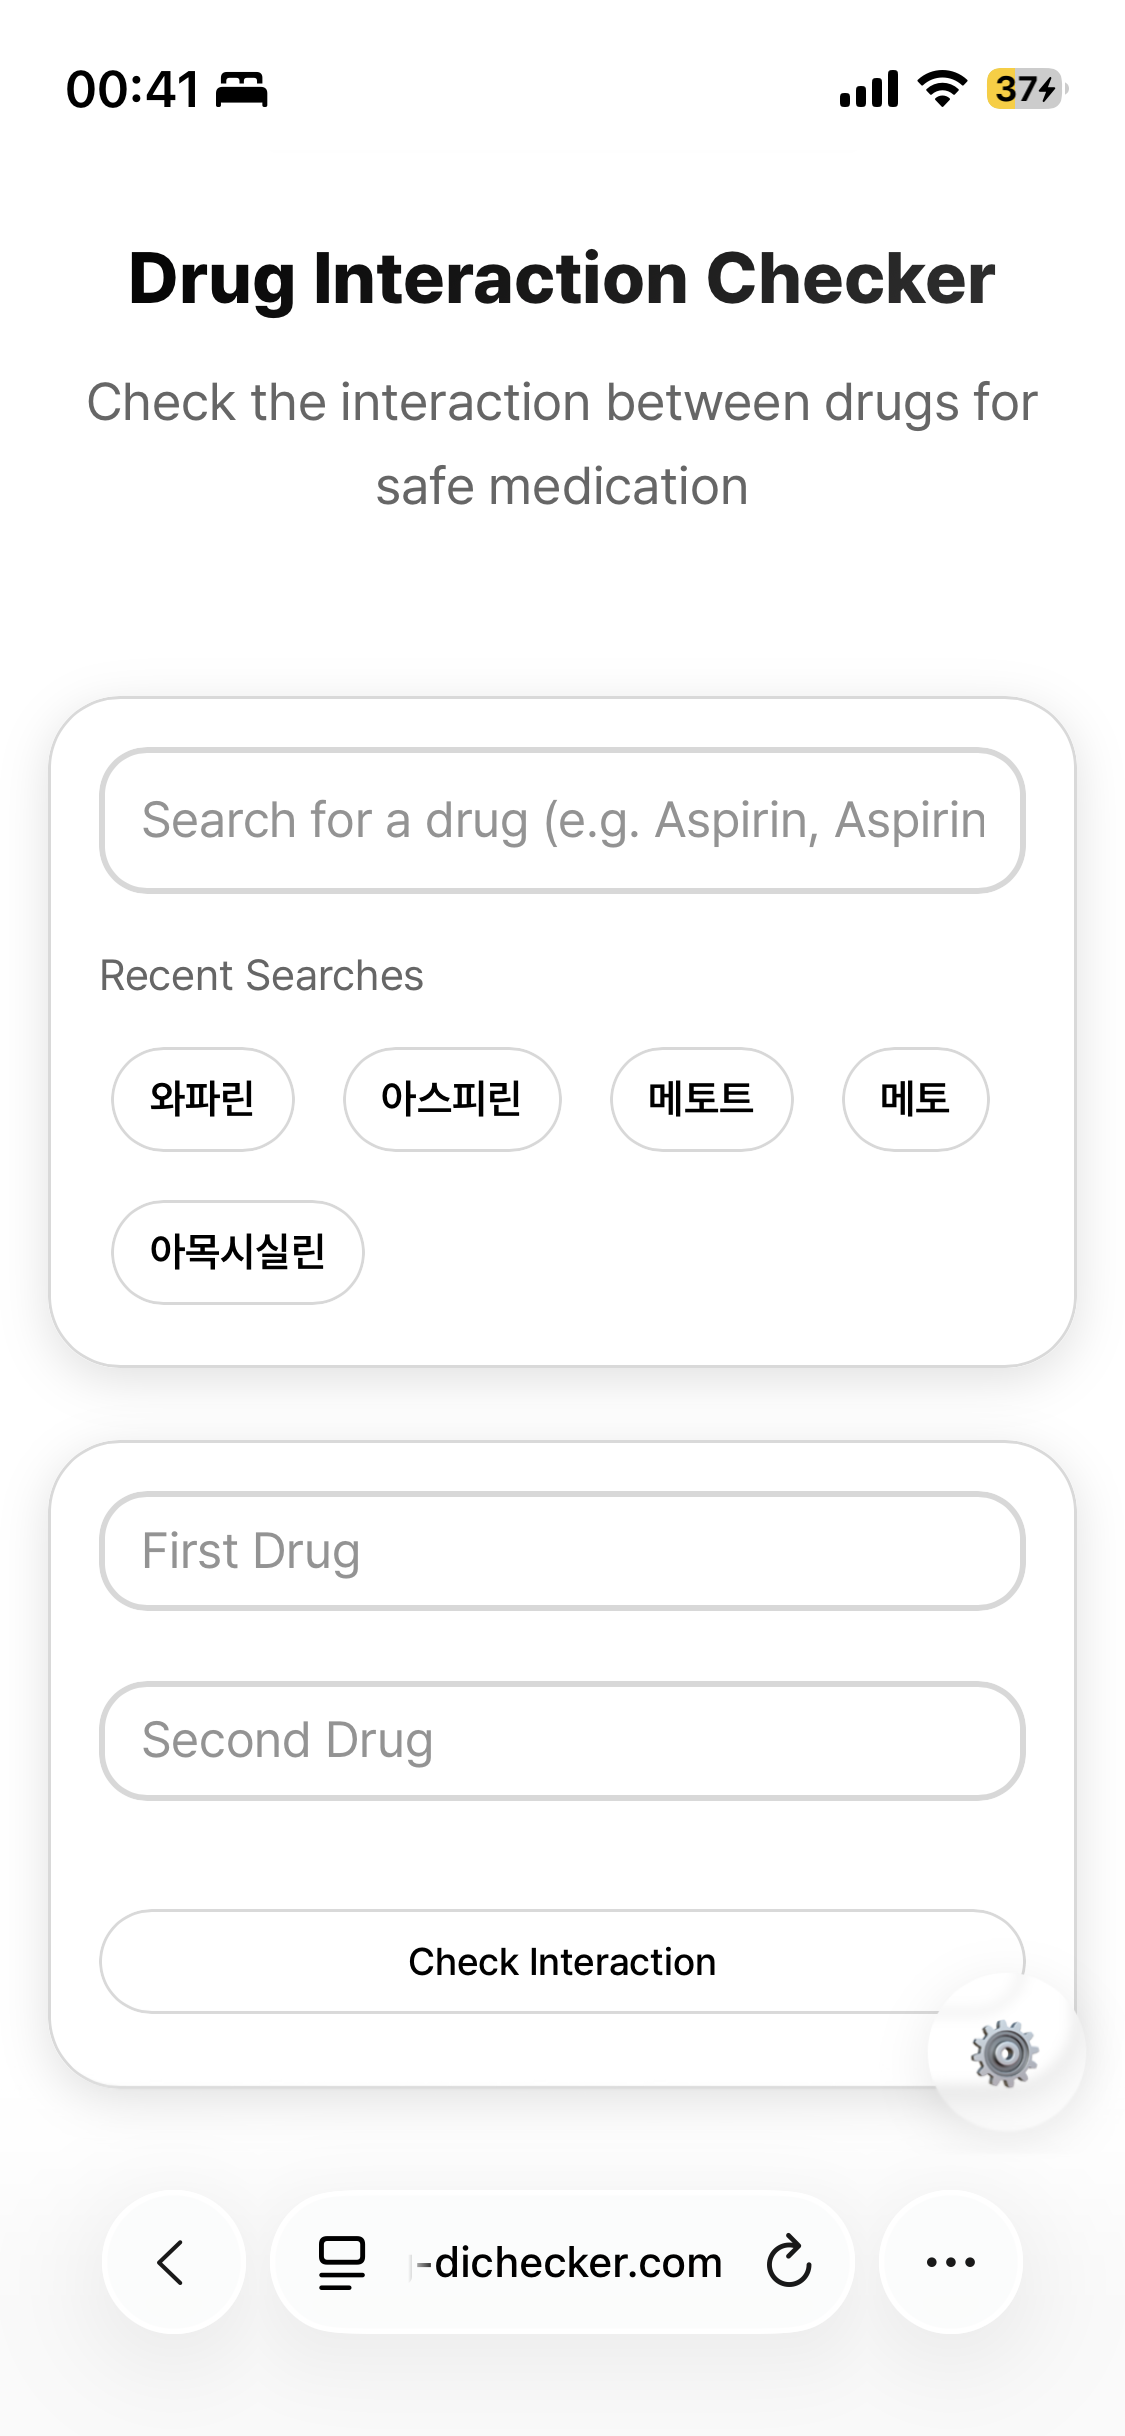 00:41
37
Drug Interaction Checker
Check the interaction between drugs for
safe medication
Search for a drug (e.g. Aspirin, Aspirin
Recent Searches
와파린 아스피린 메토트 메토
아목시실린
First Drug
Second Drug
Check Interaction
-dichecker.com